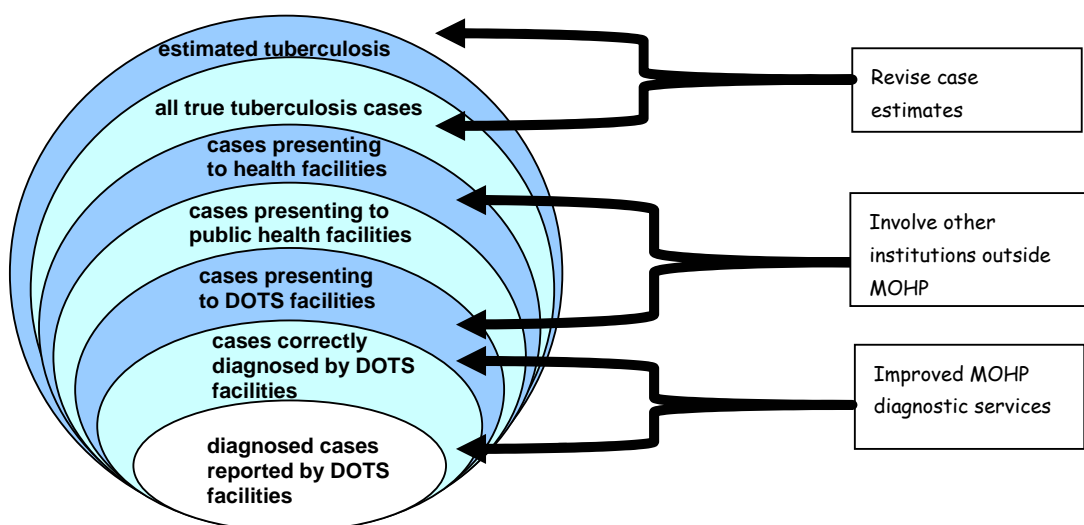 estimated tuberculosis
all true tuberculosis cases
cases presenting
to health facilities
cases presenting to
public health facilities
cases presenting
to DOTS facilities
cases correctly
diagnosed by DOTS
facilities
diagnosed cases
reported by DOTS
facilities
Revise case
estimates
Involve other
institutions outside
MOHP
Improved MOHP
diagnostic services